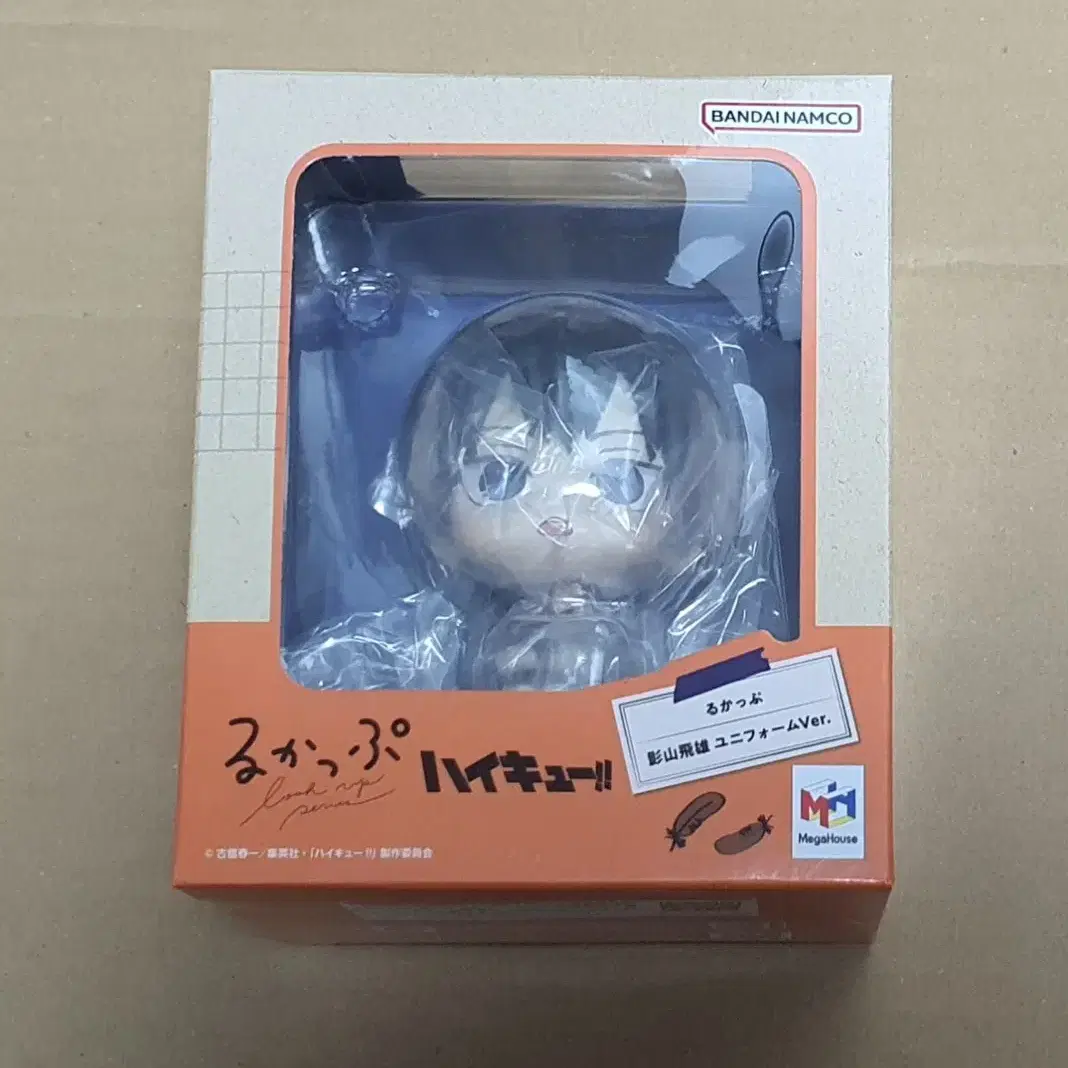 BANDAI NAMCO
るかっぷ
影山飛雄 ユニフォームVer.
るかっぷ
look up
series
ハイキュー!!
MegaHouse
© 古舘春一／集英社・「ハイキュー!!」製作委員会